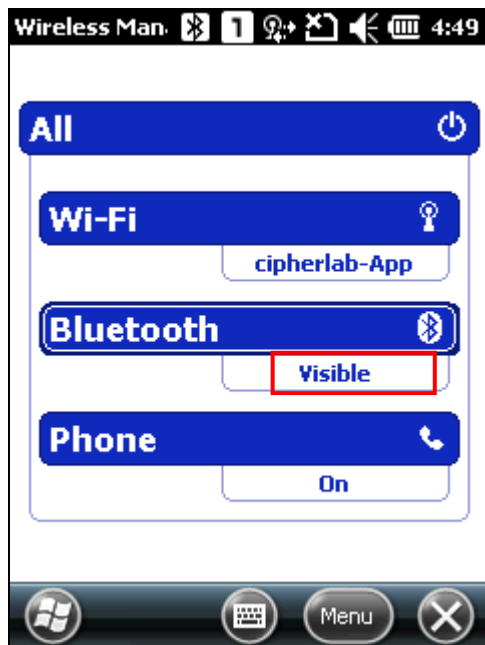 Wireless Man 1 4:49
All
Wi-Fi
cipherlab-App
Bluetooth
Visible
Phone
On
Menu